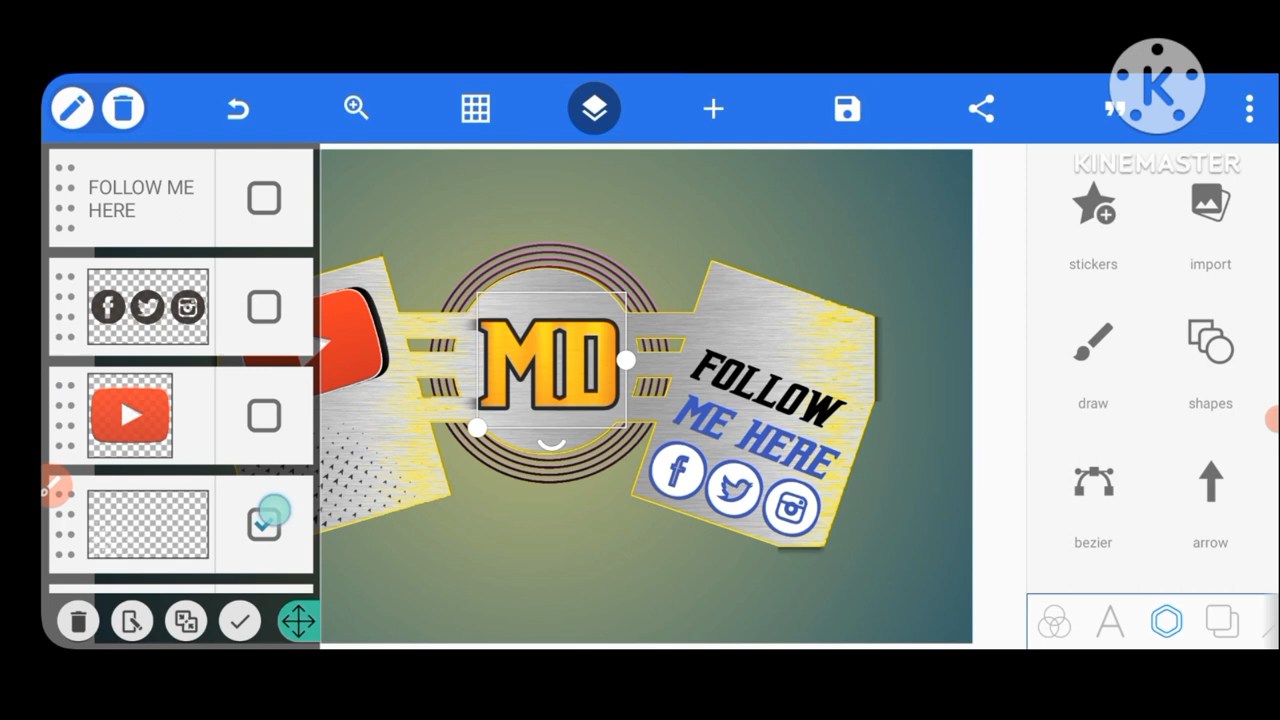 K
KINEMASTER
FOLLOW ME
HERE
MD
FOLLOW
ME HERE
stickers
import
draw
shapes
bezier
arrow
A